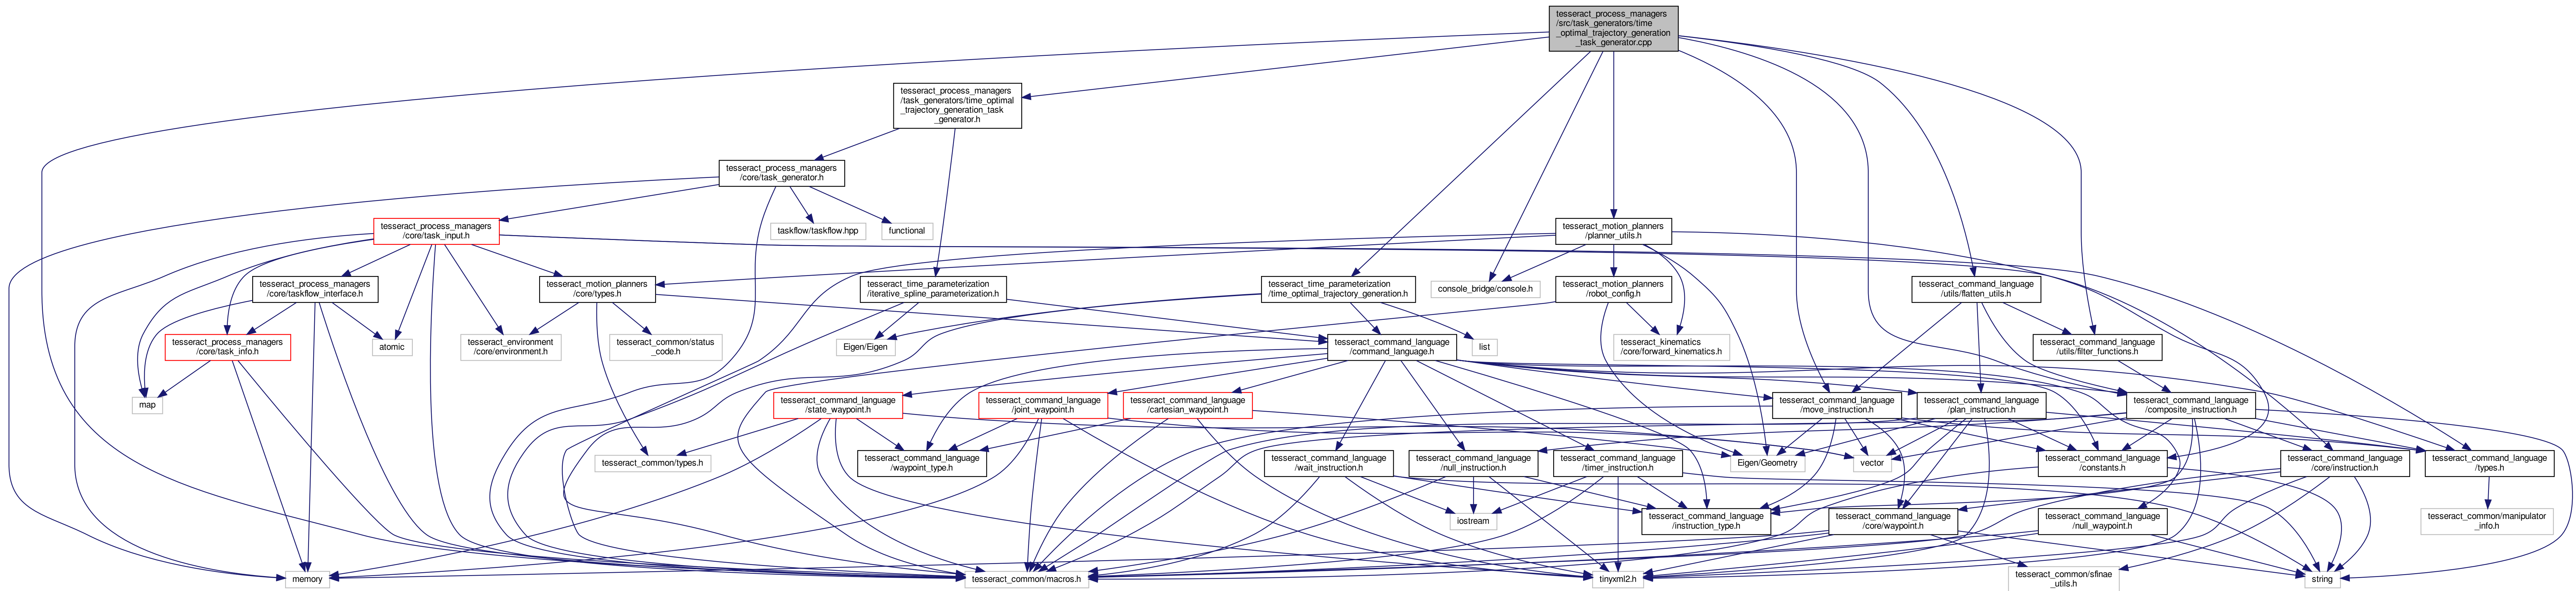 tesseract_process_managers
/src/task_generators/time
_optimal_trajectory_generation
_task_generator.cpp
tesseract_process_managers
/task_generators/time_optimal
_trajectory_generation_task
_generator.h
tesseract_process_managers
/core/task_generator.h
tesseract_process_managers
/core/task_input.h
taskflow/taskflow.hpp
functional
tesseract_motion_planners
/planner_utils.h
tesseract_process_managers
/core/taskflow_interface.h
tesseract_motion_planners
/core/types.h
tesseract_time_parameterization
/iterative_spline_parameterization.h
tesseract_time_parameterization
/time_optimal_trajectory_generation.h
console_bridge/console.h
tesseract_motion_planners
/robot_config.h
tesseract_command_language
/utils/flatten_utils.h
tesseract_process_managers
/core/task_info.h
atomic
tesseract_environment
/core/environment.h
tesseract_common/status
_code.h
Eigen/Eigen
tesseract_command_language
/command_language.h
list
tesseract_kinematics
/core/forward_kinematics.h
tesseract_command_language
/utils/filter_functions.h
map
tesseract_command_language
/state_waypoint.h
tesseract_command_language
/joint_waypoint.h
tesseract_command_language
/cartesian_waypoint.h
tesseract_command_language
/move_instruction.h
tesseract_command_language
/plan_instruction.h
tesseract_command_language
/composite_instruction.h
tesseract_common/types.h
tesseract_command_language
/waypoint_type.h
tesseract_command_language
/wait_instruction.h
tesseract_command_language
/null_instruction.h
tesseract_command_language
/timer_instruction.h
Eigen/Geometry
vector
tesseract_command_language
/constants.h
tesseract_command_language
/core/instruction.h
tesseract_command_language
/types.h
iostream
tesseract_command_language
/instruction_type.h
tesseract_command_language
/core/waypoint.h
tesseract_command_language
/null_waypoint.h
tesseract_common/manipulator
_info.h
memory
tesseract_common/macros.h
tinyxml2.h
tesseract_common/sfinae
_utils.h
string